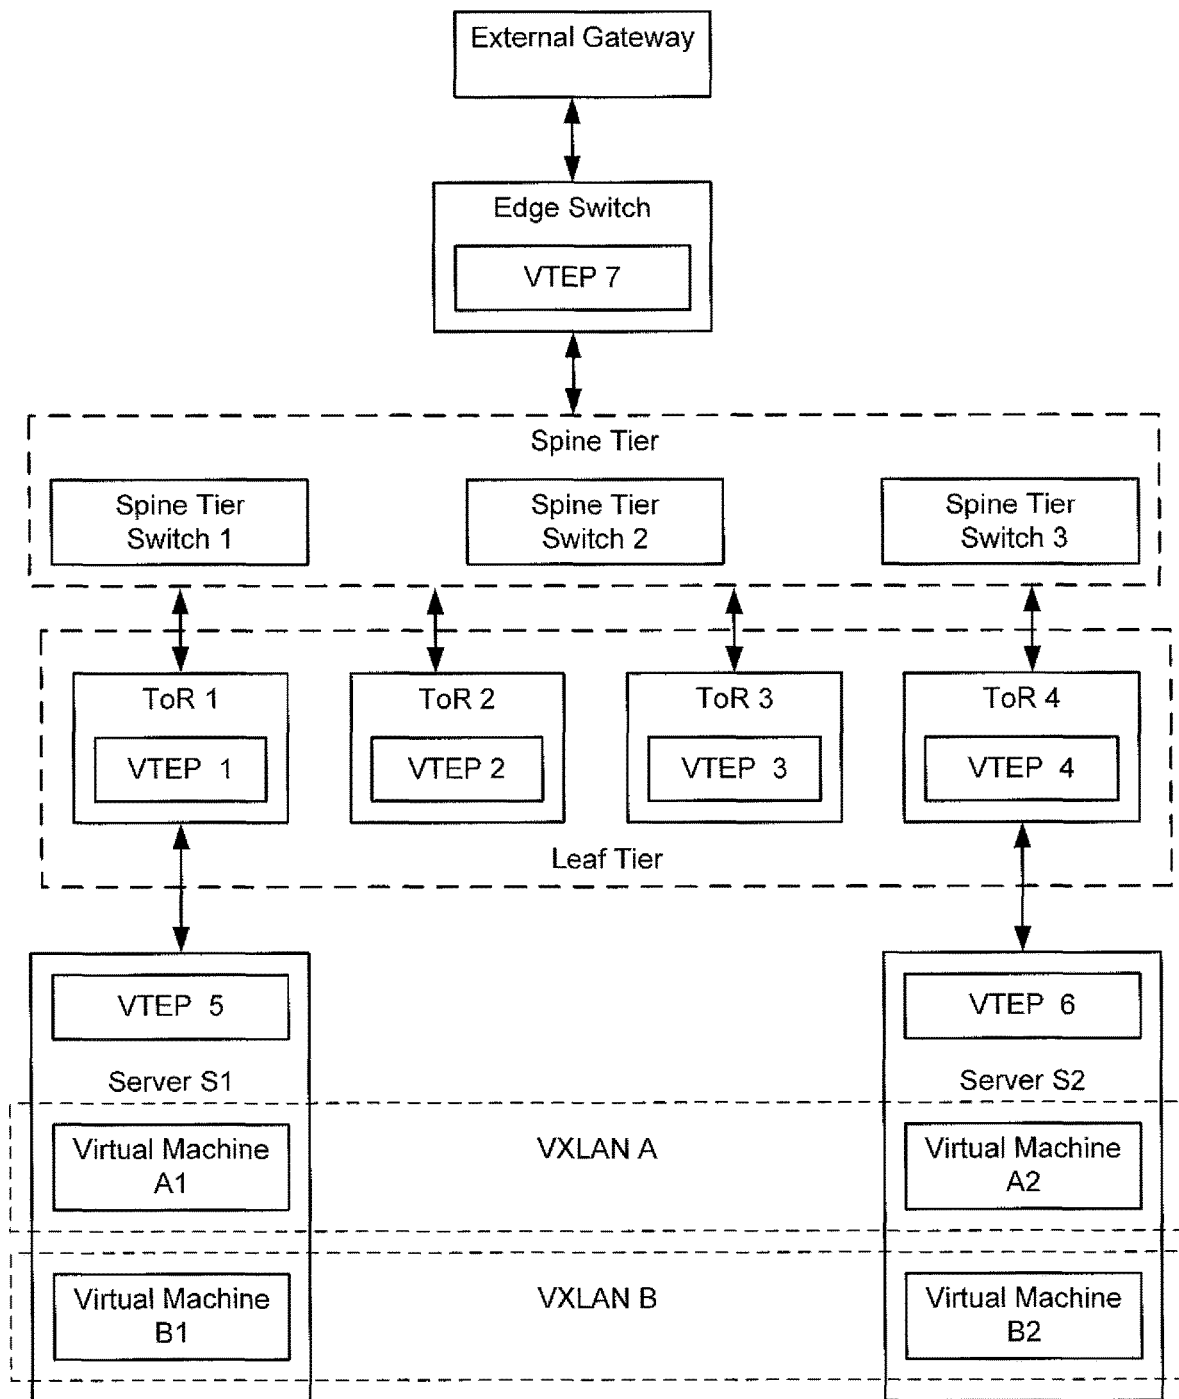 External Gateway
Edge Switch
VTEP 7
Spine Tier
Spine Tier
Switch 1
Spine Tier
Switch 2
Spine Tier
Switch 3
ToR 1
VTEP 1
ToR 2
VTEP 2
ToR 3
VTEP 3
ToR 4
VTEP 4
Leaf Tier
VTEP 5
Server S1
VTEP 6
Server S2
Virtual Machine
A1
VXLAN A
Virtual Machine
A2
Virtual Machine
B1
VXLAN B
Virtual Machine
B2